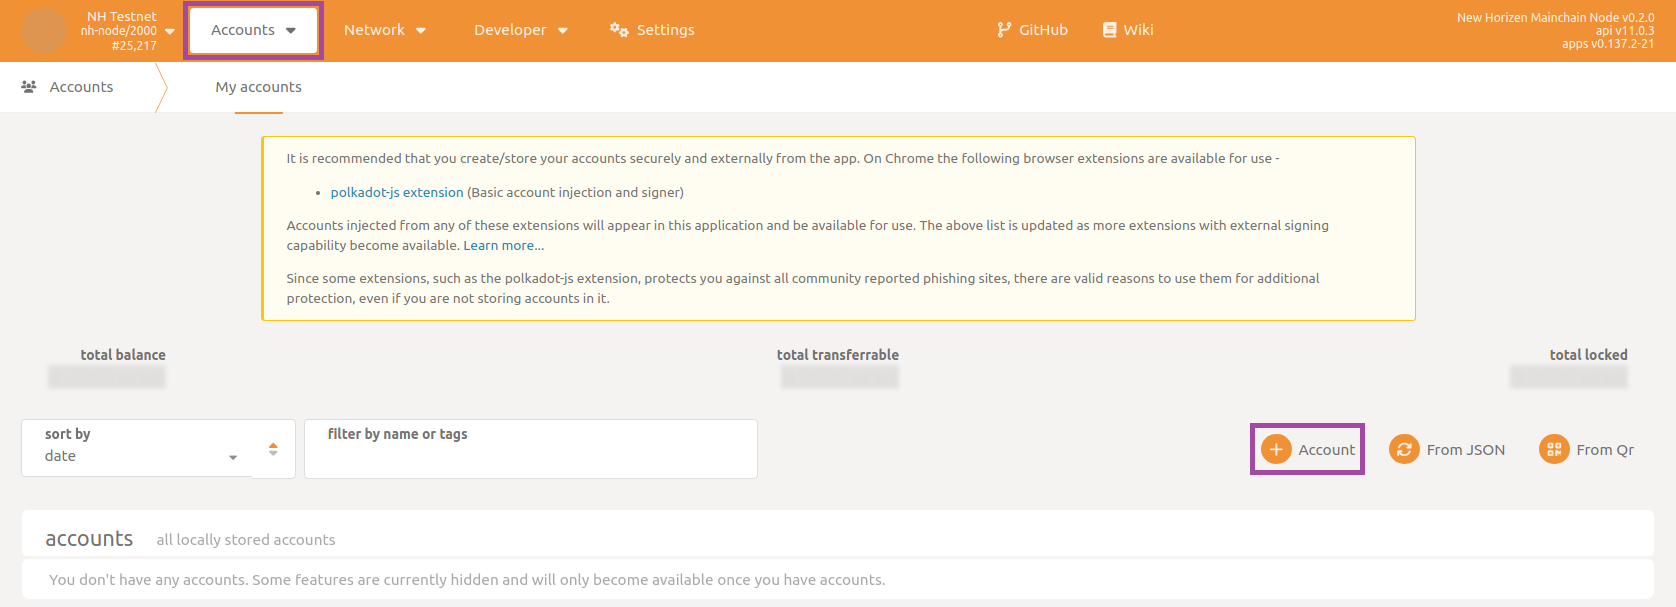 NH Testnet
nh-node/2000
#25,217
Accounts
Network
Developer
Settings
GitHub
Wiki
New Horizen Mainchain Node v0.2.0
api v11.0.3
apps v0.137.2-21
Accounts
My accounts
It is recommended that you create/store your accounts securely and externally from the app. On Chrome the following browser extensions are available for use -
• polkadot-js extension (Basic account injection and signer)
Accounts injected from any of these extensions will appear in this application and be available for use. The above list is updated as more extensions with external signing
capability become available. Learn more...
Since some extensions, such as the polkadot-js extension, protects you against all community reported phishing sites, there are valid reasons to use them for additional
protection, even if you are not storing accounts in it.
total balance
total transferrable
total locked
sort by
date
filter by name or tags
Account
From JSON
From Qr
accounts
all locally stored accounts
You don't have any accounts. Some features are currently hidden and will only become available once you have accounts.